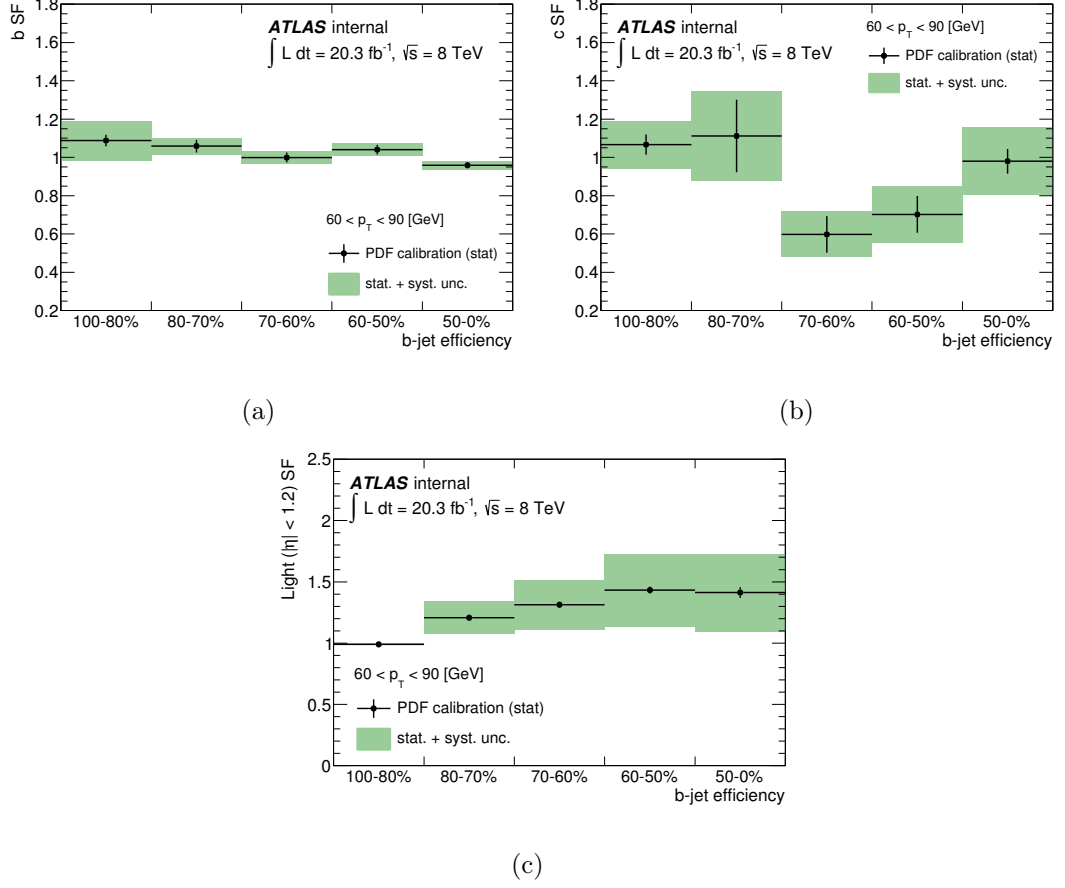 b SF
1.8
1.6
1.4
1.2
1
0.8
0.6
0.4
0.2
ATLAS internal
∫ L dt = 20.3 fb⁻¹, √s = 8 TeV
60 < p_T < 90 [GeV]
PDF calibration (stat)
stat. + syst. unc.
100-80% 80-70% 70-60% 60-50% 50-0%
b-jet efficiency
(a)
c SF
1.8
1.6
1.4
1.2
1
0.8
0.6
0.4
0.2
ATLAS internal
∫ L dt = 20.3 fb⁻¹, √s = 8 TeV
60 < p_T < 90 [GeV]
PDF calibration (stat)
stat. + syst. unc.
100-80% 80-70% 70-60% 60-50% 50-0%
b-jet efficiency
(b)
Light (|η| < 1.2) SF
2.5
2
1.5
1
0.5
0
ATLAS internal
∫ L dt = 20.3 fb⁻¹, √s = 8 TeV
60 < p_T < 90 [GeV]
PDF calibration (stat)
stat. + syst. unc.
100-80% 80-70% 70-60% 60-50% 50-0%
b-jet efficiency
(c)